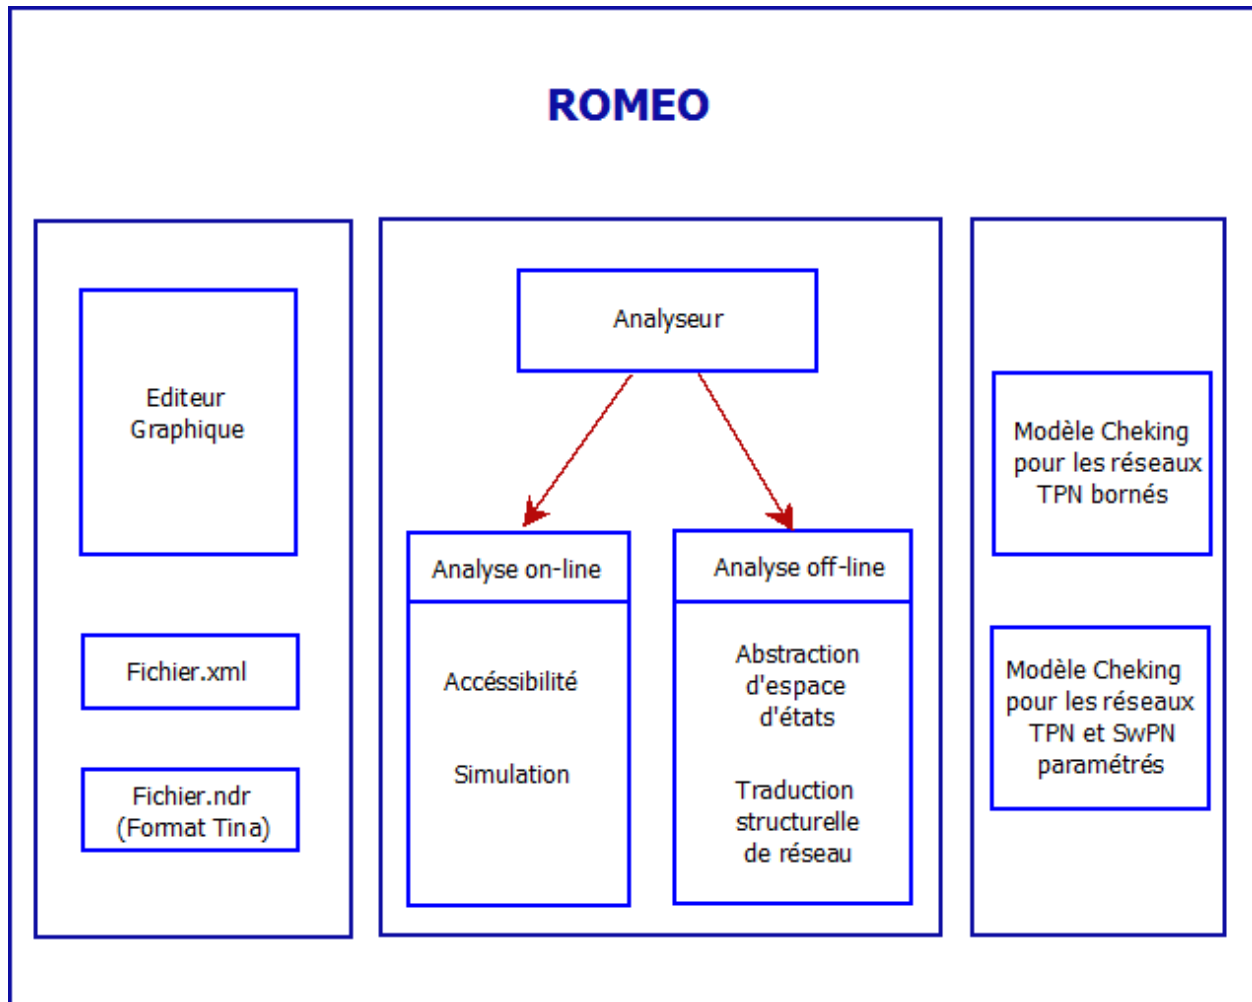 ROMEO
Editeur
Graphique
Fichier.xml
Fichier.ndr
(Format Tina)
Analyseur
Analyse on-line
Accéssibilité
Simulation
Analyse off-line
Abstraction
d'espace
d'états
Traduction
structurelle
de réseau
Modèle Cheking
pour les réseaux
TPN bornés
Modèle Cheking
pour les réseaux
TPN et SwPN
paramétrés